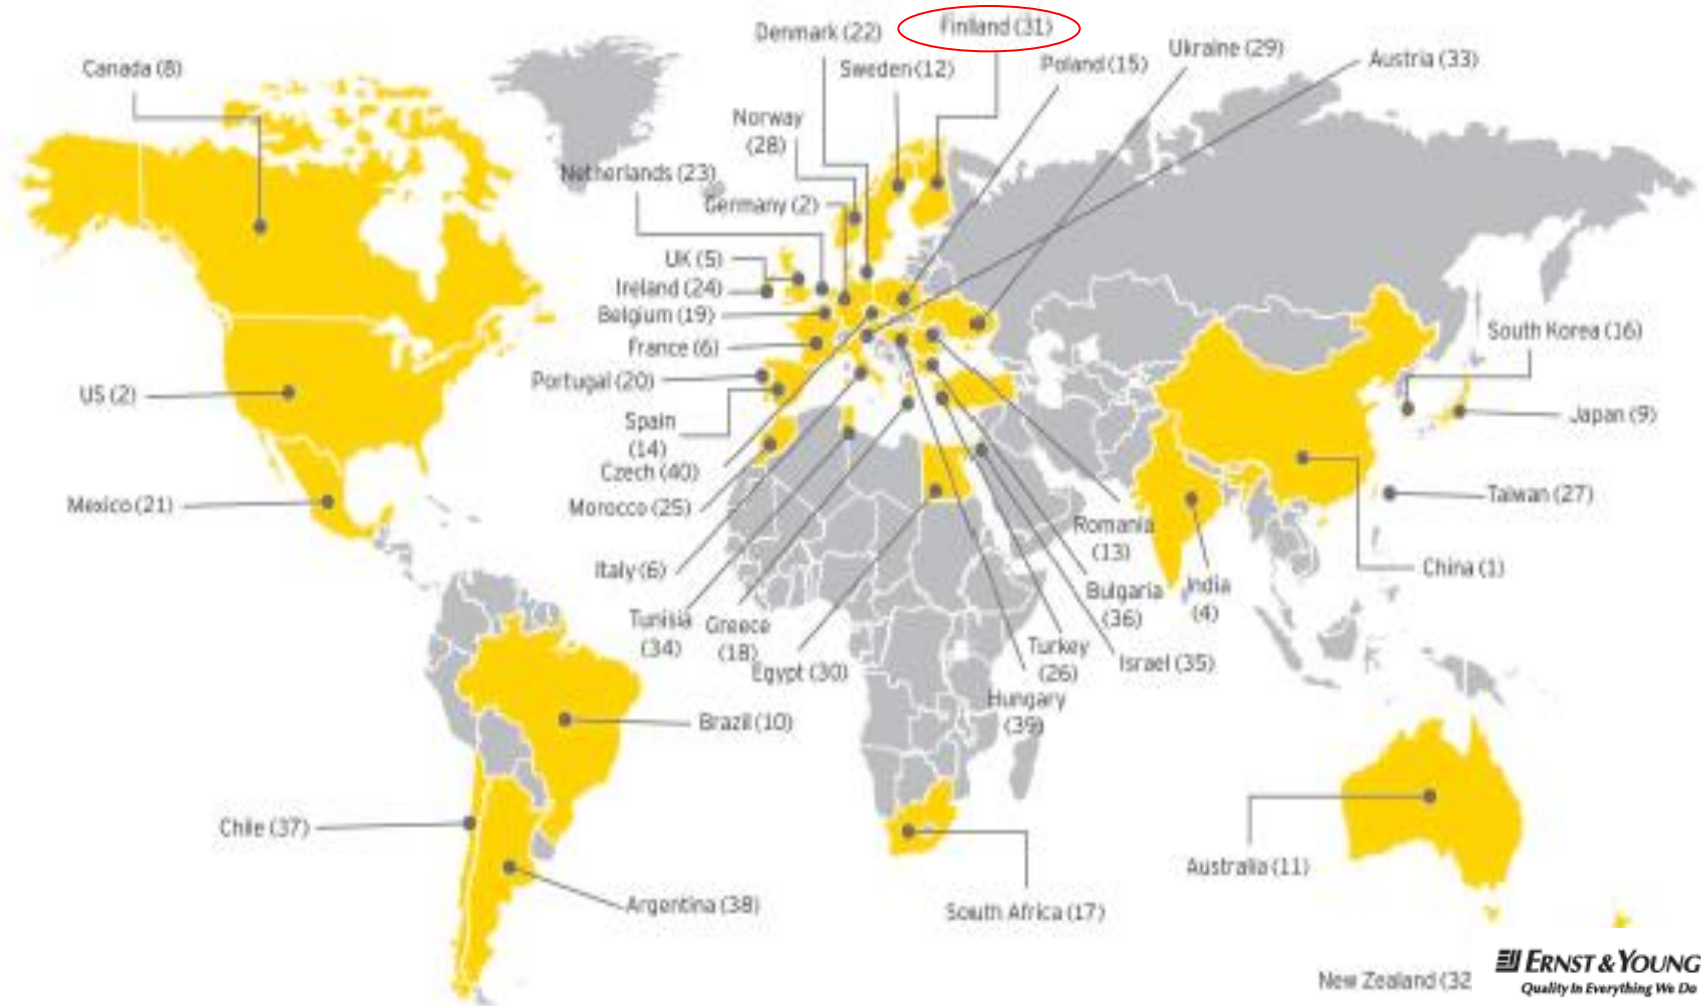 Denmark (22)
Finland (31)
Ukraine (29)
Canada (8)
Sweden (12)
Poland (15)
Austria (33)
Norway
(28)
Netherlands (23)
Germany (2)
UK (5)
Ireland (24)
Belgium (19)
France (6)
Portugal (20)
Spain
(14)
Czech (40)
Morocco (25)
Italy (6)
Tunisia
(34)
Greece
(18)
Egypt (30)
US (2)
Mexico (21)
South Korea (16)
Japan (9)
Taiwan (27)
China (1)
India
(4)
Romania
(13)
Bulgaria
(36)
Israel (35)
Turkey
(26)
Hungary
(39)
Brazil (10)
Chile (37)
Argentina (38)
South Africa (17)
Australia (11)
New Zealand (32
ERNST & YOUNG
Quality In Everything We Do